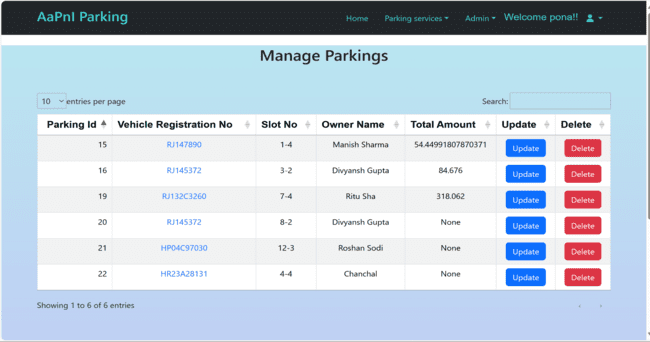 AaPnI Parking Home Parking services Admin Welcome pona!!
Manage Parkings
10 entries per page Search:
Parking Id Vehicle Registration No Slot No Owner Name Total Amount Update Delete
15 RJ147890 1-4 Manish Sharma 54.44991807870371 Update Delete
16 RJ145372 3-2 Divyansh Gupta 84.676 Update Delete
19 RJ132C3260 7-4 Ritu Sha 318.062 Update Delete
20 RJ145372 8-2 Divyansh Gupta None Update Delete
21 HP04C97030 12-3 Roshan Sodi None Update Delete
22 HR23A28131 4-4 Chanchal None Update Delete
Showing 1 to 6 of 6 entries